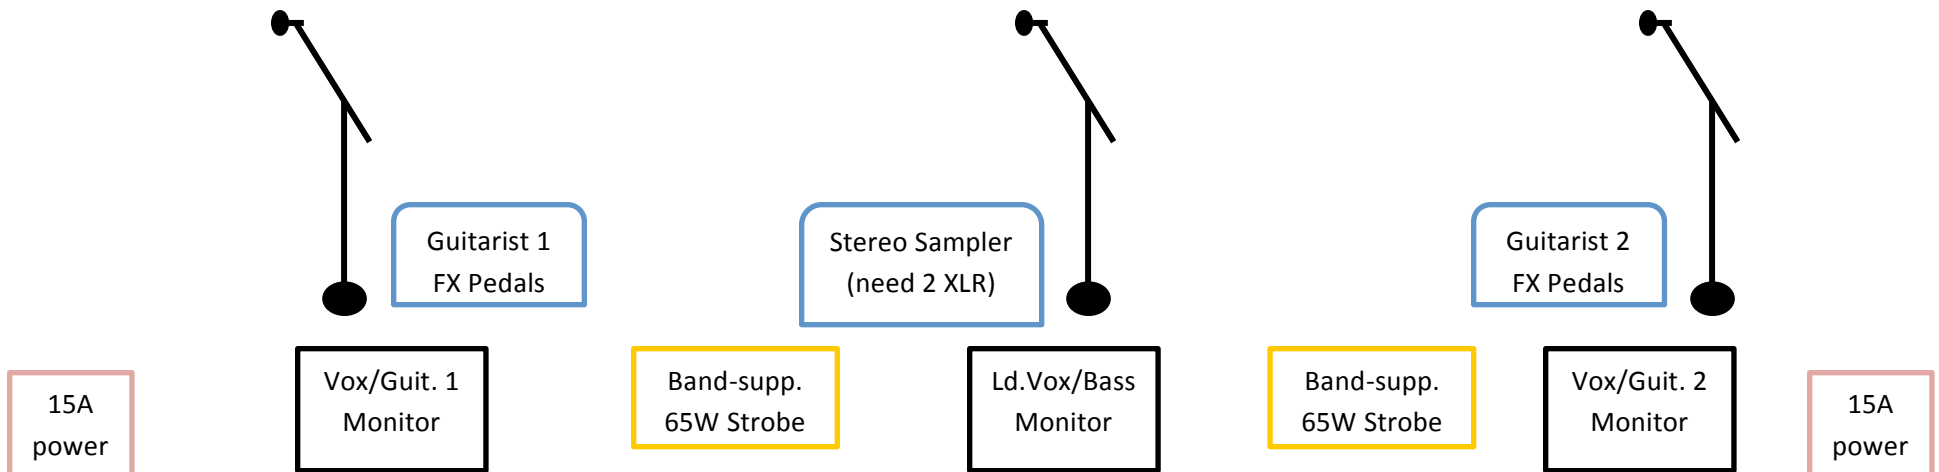 Guitarist 1
FX Pedals
Stereo Sampler
(need 2 XLR)
Guitarist 2
FX Pedals
15A
power
Vox/Guit. 1
Monitor
Band-supp.
65W Strobe
Ld.Vox/Bass
Monitor
Band-supp.
65W Strobe
Vox/Guit. 2
Monitor
15A
power